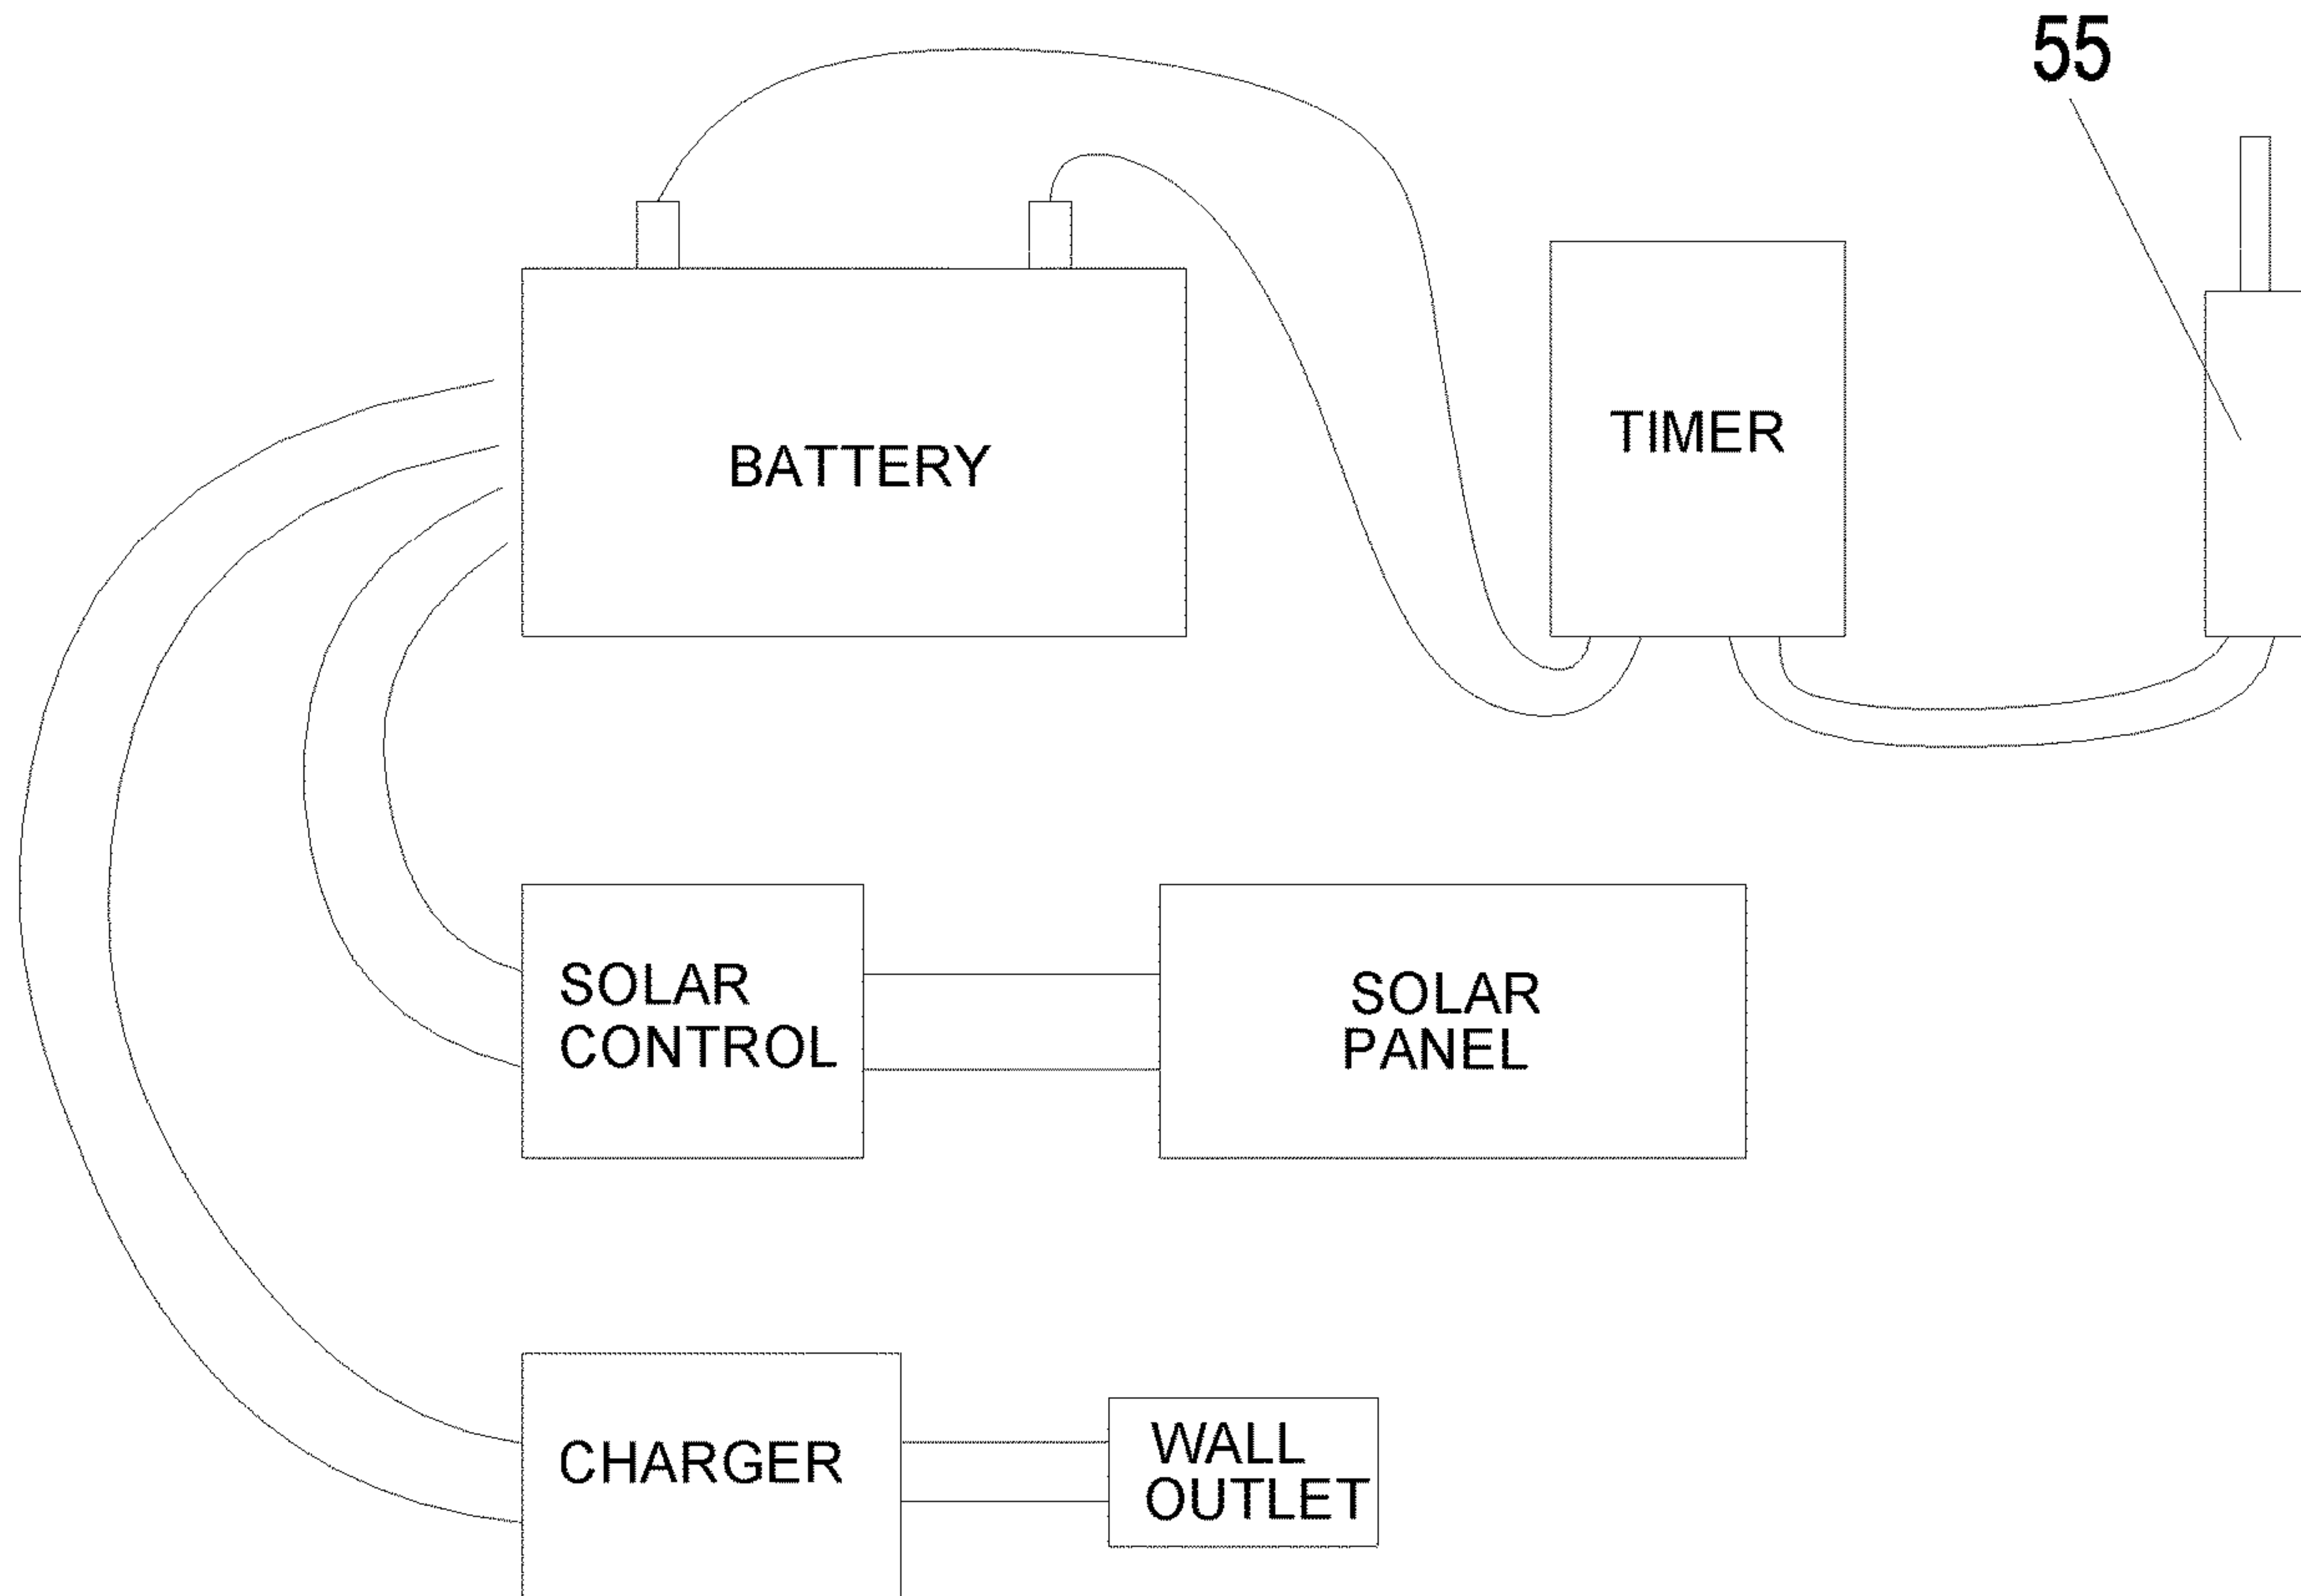 55
TIMER
BATTERY
SOLAR
CONTROL
SOLAR
PANEL
CHARGER
WALL
OUTLET